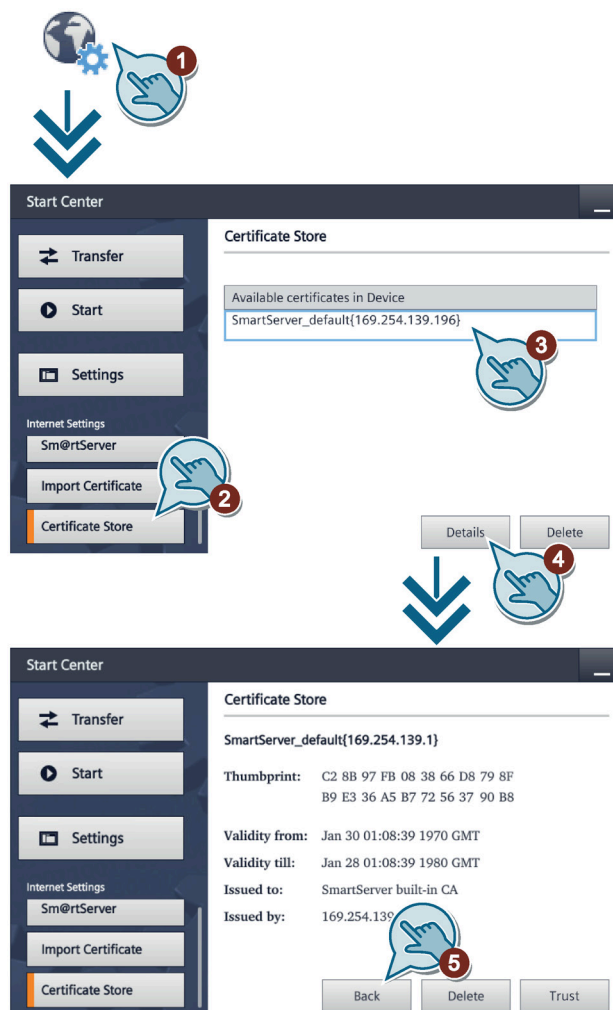 1
Start Center
Transfer
Start
Settings
Internet Settings
Sm@rtServer
Import Certificate
Certificate Store
2
Certificate Store
Available certificates in Device
SmartServer_default{169.254.139.196}
3
Details
Delete
4
Start Center
Transfer
Start
Settings
Internet Settings
Sm@rtServer
Import Certificate
Certificate Store
Certificate Store
SmartServer_default{169.254.139.1}
Thumbprint: C2 8B 97 FB 08 38 66 D8 79 8F
B9 E3 36 A5 B7 72 56 37 90 B8
Validity from: Jan 30 01:08:39 1970 GMT
Validity till: Jan 28 01:08:39 1980 GMT
Issued to: SmartServer built-in CA
Issued by: 169.254.139
5
Back
Delete
Trust